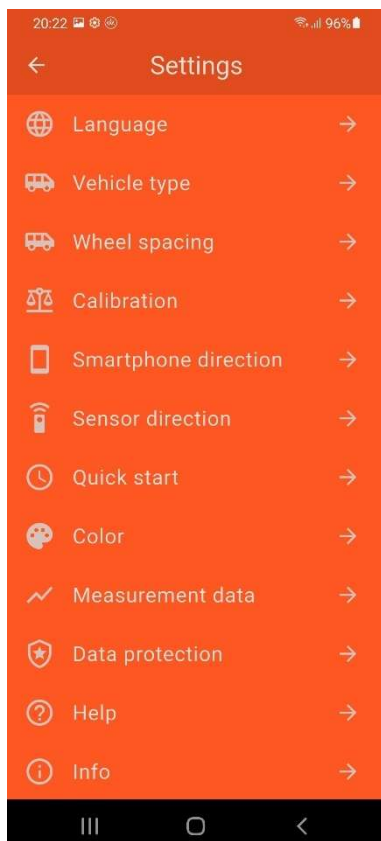 20:22 96%
Settings
Language
Vehicle type
Wheel spacing
Calibration
Smartphone direction
Sensor direction
Quick start
Color
Measurement data
Data protection
Help
Info